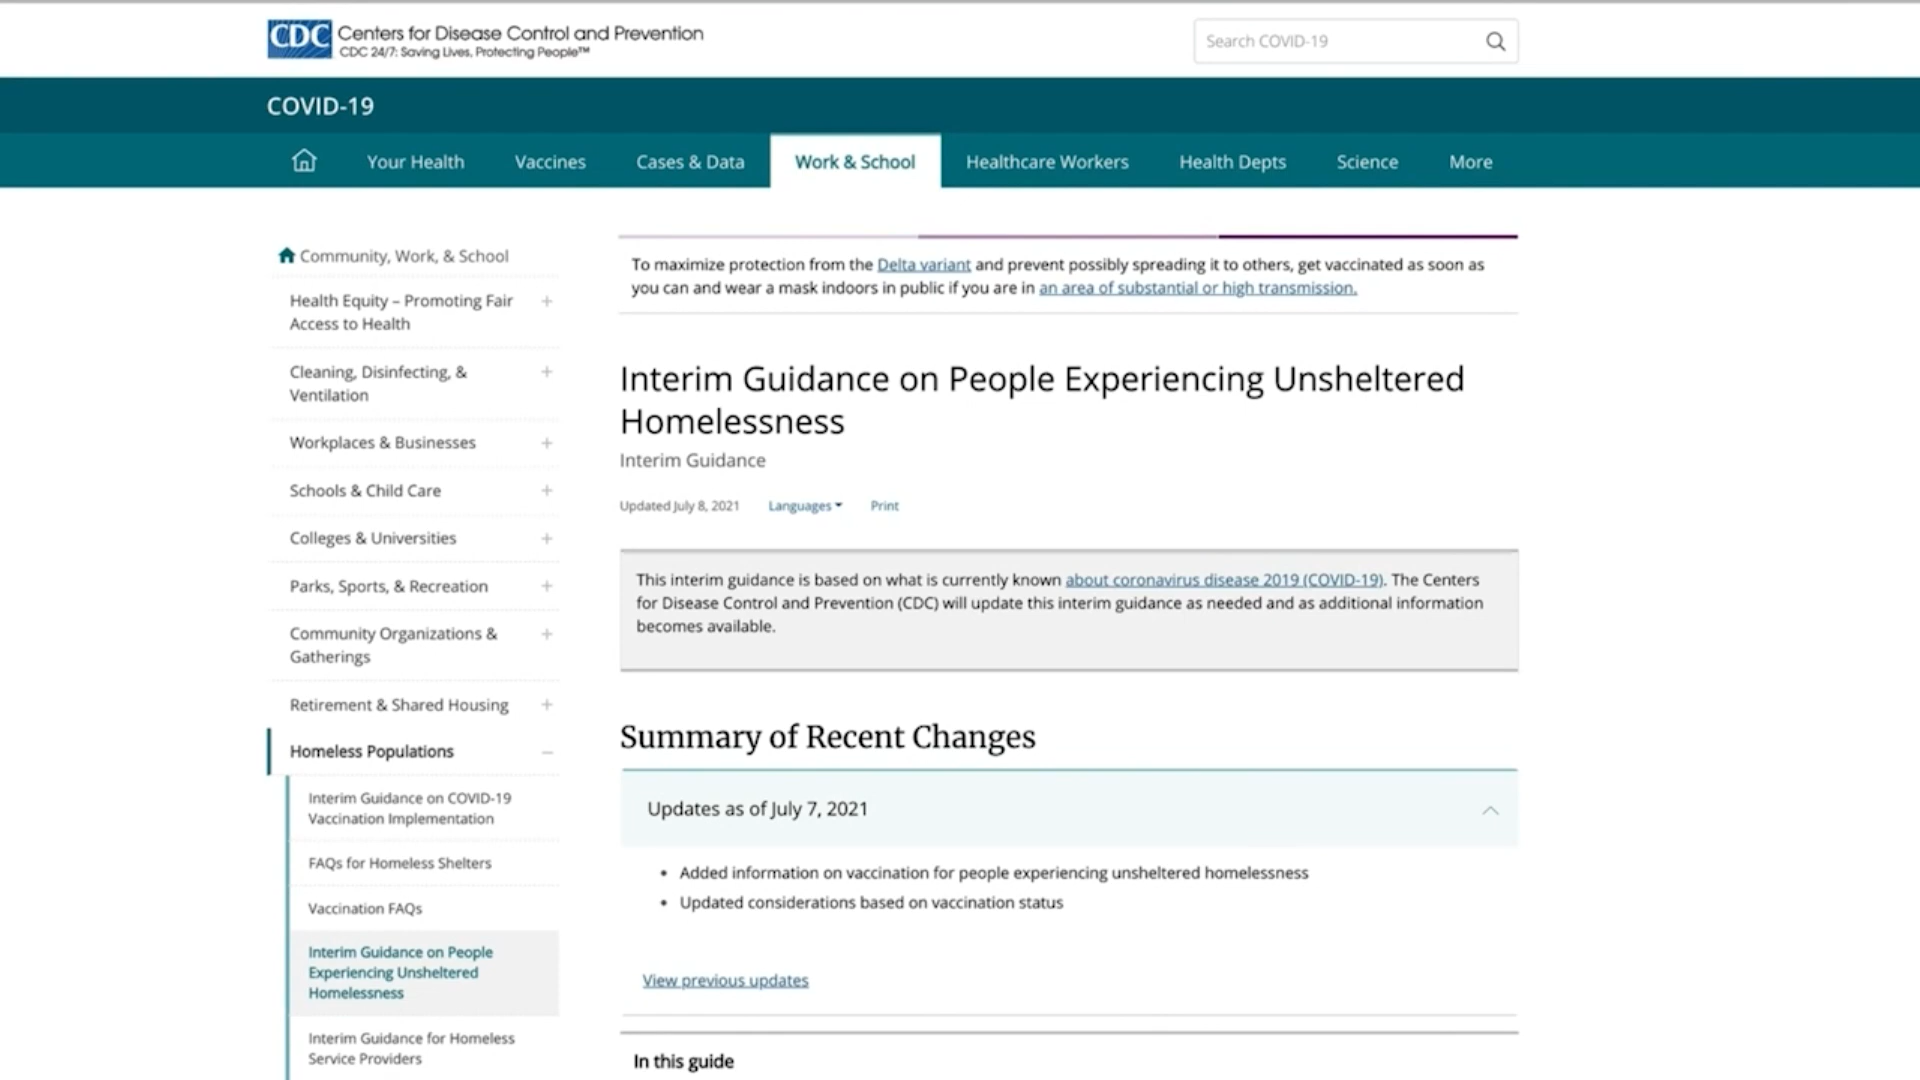 CDC Centers for Disease Control and Prevention
CDC 24/7: Saving Lives, Protecting People™
Search COVID-19
COVID-19
Your Health Vaccines Cases & Data Work & School Healthcare Workers Health Depts Science More
Community, Work, & School
Health Equity – Promoting Fair
Access to Health
Cleaning, Disinfecting, &
Ventilation
Workplaces & Businesses
Schools & Child Care
Colleges & Universities
Parks, Sports, & Recreation
Community Organizations &
Gatherings
Retirement & Shared Housing
Homeless Populations
Interim Guidance on COVID-19
Vaccination Implementation
FAQs for Homeless Shelters
Vaccination FAQs
Interim Guidance on People
Experiencing Unsheltered
Homelessness
Interim Guidance for Homeless
Service Providers
To maximize protection from the Delta variant and prevent possibly spreading it to others, get vaccinated as soon as
you can and wear a mask indoors in public if you are in an area of substantial or high transmission.
Interim Guidance on People Experiencing Unsheltered
Homelessness
Interim Guidance
Updated July 8, 2021 Languages Print
This interim guidance is based on what is currently known about coronavirus disease 2019 (COVID-19). The Centers
for Disease Control and Prevention (CDC) will update this interim guidance as needed and as additional information
becomes available.
Summary of Recent Changes
Updates as of July 7, 2021
• Added information on vaccination for people experiencing unsheltered homelessness
• Updated considerations based on vaccination status
View previous updates
In this guide